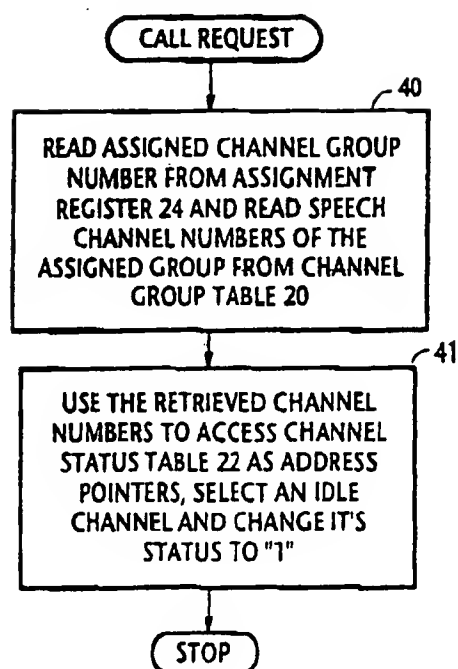 CALL REQUEST
40
READ ASSIGNED CHANNEL GROUP
NUMBER FROM ASSIGNMENT
REGISTER 24 AND READ SPEECH
CHANNEL NUMBERS OF THE
ASSIGNED GROUP FROM CHANNEL
GROUP TABLE 20
41
USE THE RETRIEVED CHANNEL
NUMBERS TO ACCESS CHANNEL
STATUS TABLE 22 AS ADDRESS
POINTERS, SELECT AN IDLE
CHANNEL AND CHANGE IT'S
STATUS TO "1"
STOP